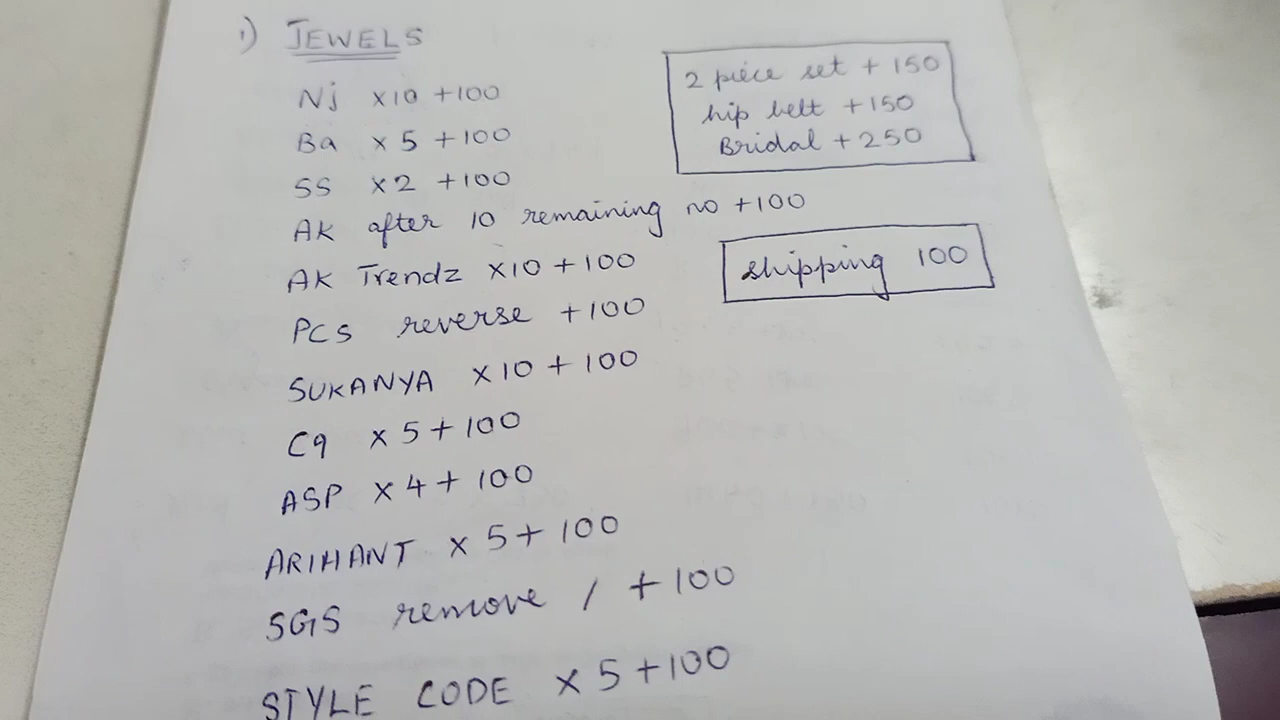 1) JEWELS
Nj x10 +100
Ba x 5 +100
SS x2 +100
AK after 10 remaining no +100
AK Trendz x10 + 100
PCS reverse +100
SUKANYA x10 + 100
C9 x 5 + 100
ASP x 4 + 100
ARIHANT x 5 + 100
SGS remove / + 100
STYLE CODE x 5 +100
2 piece set + 150
hip belt +150
Bridal + 250
shipping 100